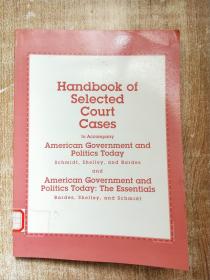 Handbook of
Selected
Court
Cases
to Accompany
American Government and
Politics Today
Schmidt, Shelley, and Bardes
and
American Government and
Politics Today: The Essentials
Bardes, Shelley, and Schmidt